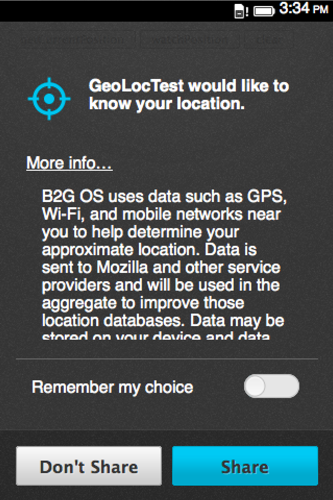 3:34 PM
GeoLocTest would like to
know your location.
More info...
B2G OS uses data such as GPS,
Wi-Fi, and mobile networks near
you to help determine your
approximate location. Data is
sent to Mozilla and other service
providers and will be used in the
aggregate to improve those
location databases. Data may be
stored on your device and data
Remember my choice
Don't Share
Share